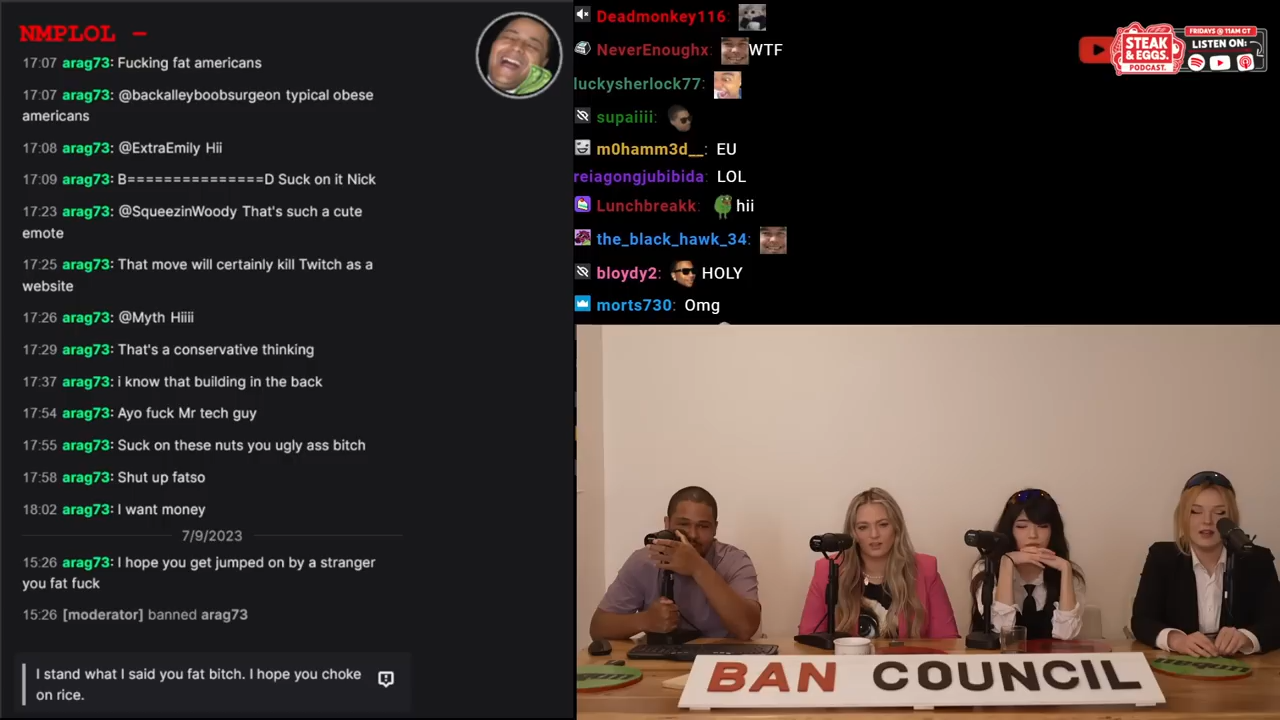 NMPLOL -
17:07 arag73: Fucking fat americans
17:07 arag73: @backalleyboobsurgeon typical obese
americans
17:08 arag73: @ExtraEmily Hii
17:09 arag73: B===============D Suck on it Nick
17:23 arag73: @SqueezinWoody That's such a cute
emote
17:25 arag73: That move will certainly kill Twitch as a
website
17:26 arag73: @Myth Hiiii
17:29 arag73: That's a conservative thinking
17:37 arag73: i know that building in the back
17:54 arag73: Ayo fuck Mr tech guy
17:55 arag73: Suck on these nuts you ugly ass bitch
17:58 arag73: Shut up fatso
18:02 arag73: I want money
7/9/2023
15:26 arag73: I hope you get jumped on by a stranger
you fat fuck
15:26 [moderator] banned arag73
I stand what I said you fat bitch. I hope you choke
on rice.
Deadmonkey116:
NeverEnoughx: WTF
luckysherlock77:
supaiiii:
m0hamm3d__: EU
reiagongjubibida: LOL
Lunchbreakk: hii
the_black_hawk_34:
bloydy2: HOLY
morts730: Omg
STEAK
& EGGS.
PODCAST.
FRIDAYS @ 11AM CT
LISTEN ON:
BAN COUNCIL